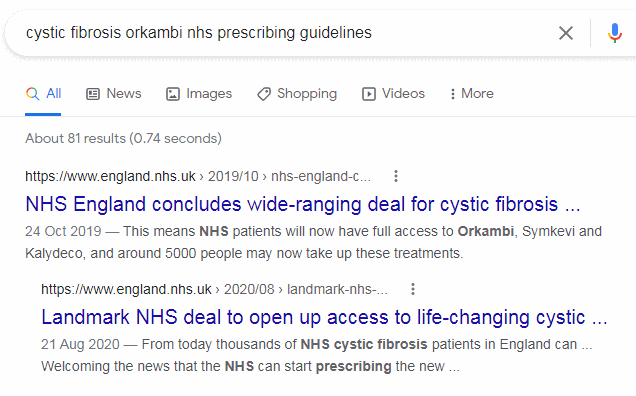 cystic fibrosis orkambi nhs prescribing guidelines
All News Images Shopping Videos More
About 81 results (0.74 seconds)
https://www.england.nhs.uk › 2019/10 › nhs-england-c...
NHS England concludes wide-ranging deal for cystic fibrosis ...
24 Oct 2019 — This means NHS patients will now have full access to Orkambi, Symkevi and
Kalydeco, and around 5000 people may now take up these treatments.
https://www.england.nhs.uk › 2020/08 › landmark-nhs-...
Landmark NHS deal to open up access to life-changing cystic ...
21 Aug 2020 — From today thousands of NHS cystic fibrosis patients in England can ...
Welcoming the news that the NHS can start prescribing the new ...